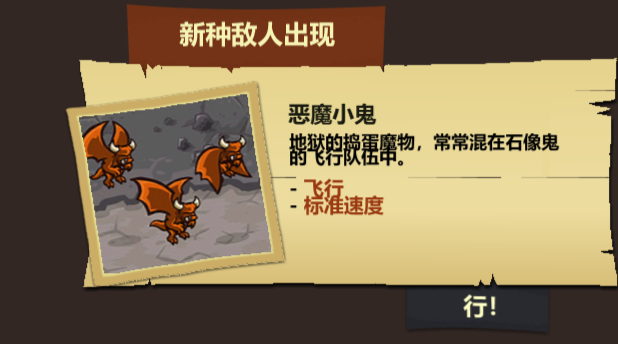 新种敌人出现
恶魔小鬼
地狱的捣蛋魔物，常常混在石像鬼
的飞行队伍中。
- 飞行
- 标准速度
行！